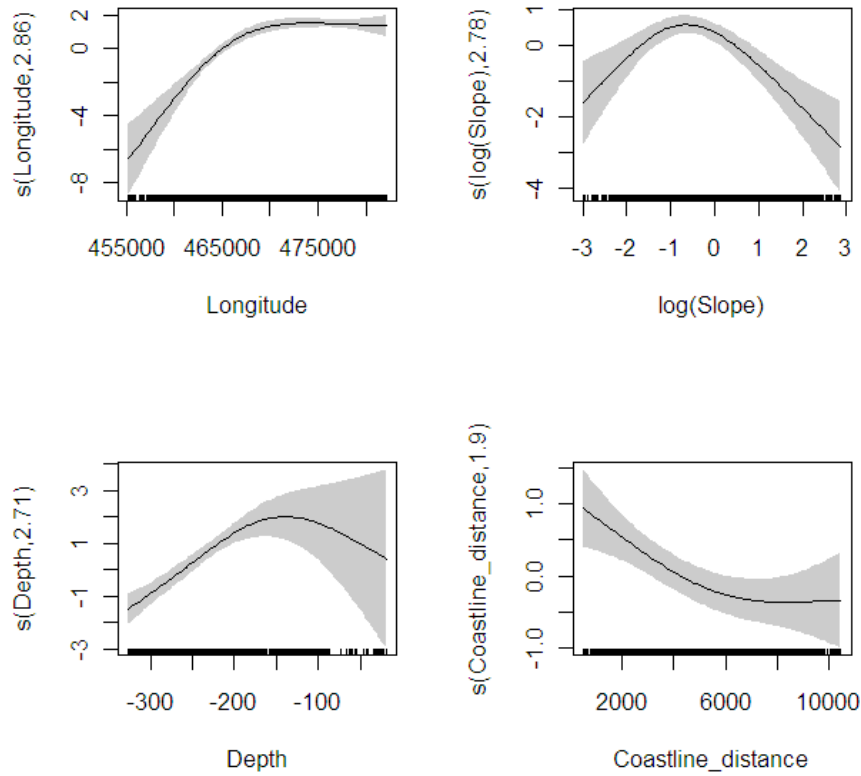 s(Longitude,2.86)
2
0
-4
-8
455000 465000 475000
Longitude
s(log(Slope),2.78)
1
0
-2
-4
-3 -2 -1 0 1 2 3
log(Slope)
s(Depth,2.71)
3
1
-1
-3
-300 -200 -100
Depth
s(Coastline_distance,1.9)
1.0
0.0
-1.0
2000 6000 10000
Coastline_distance